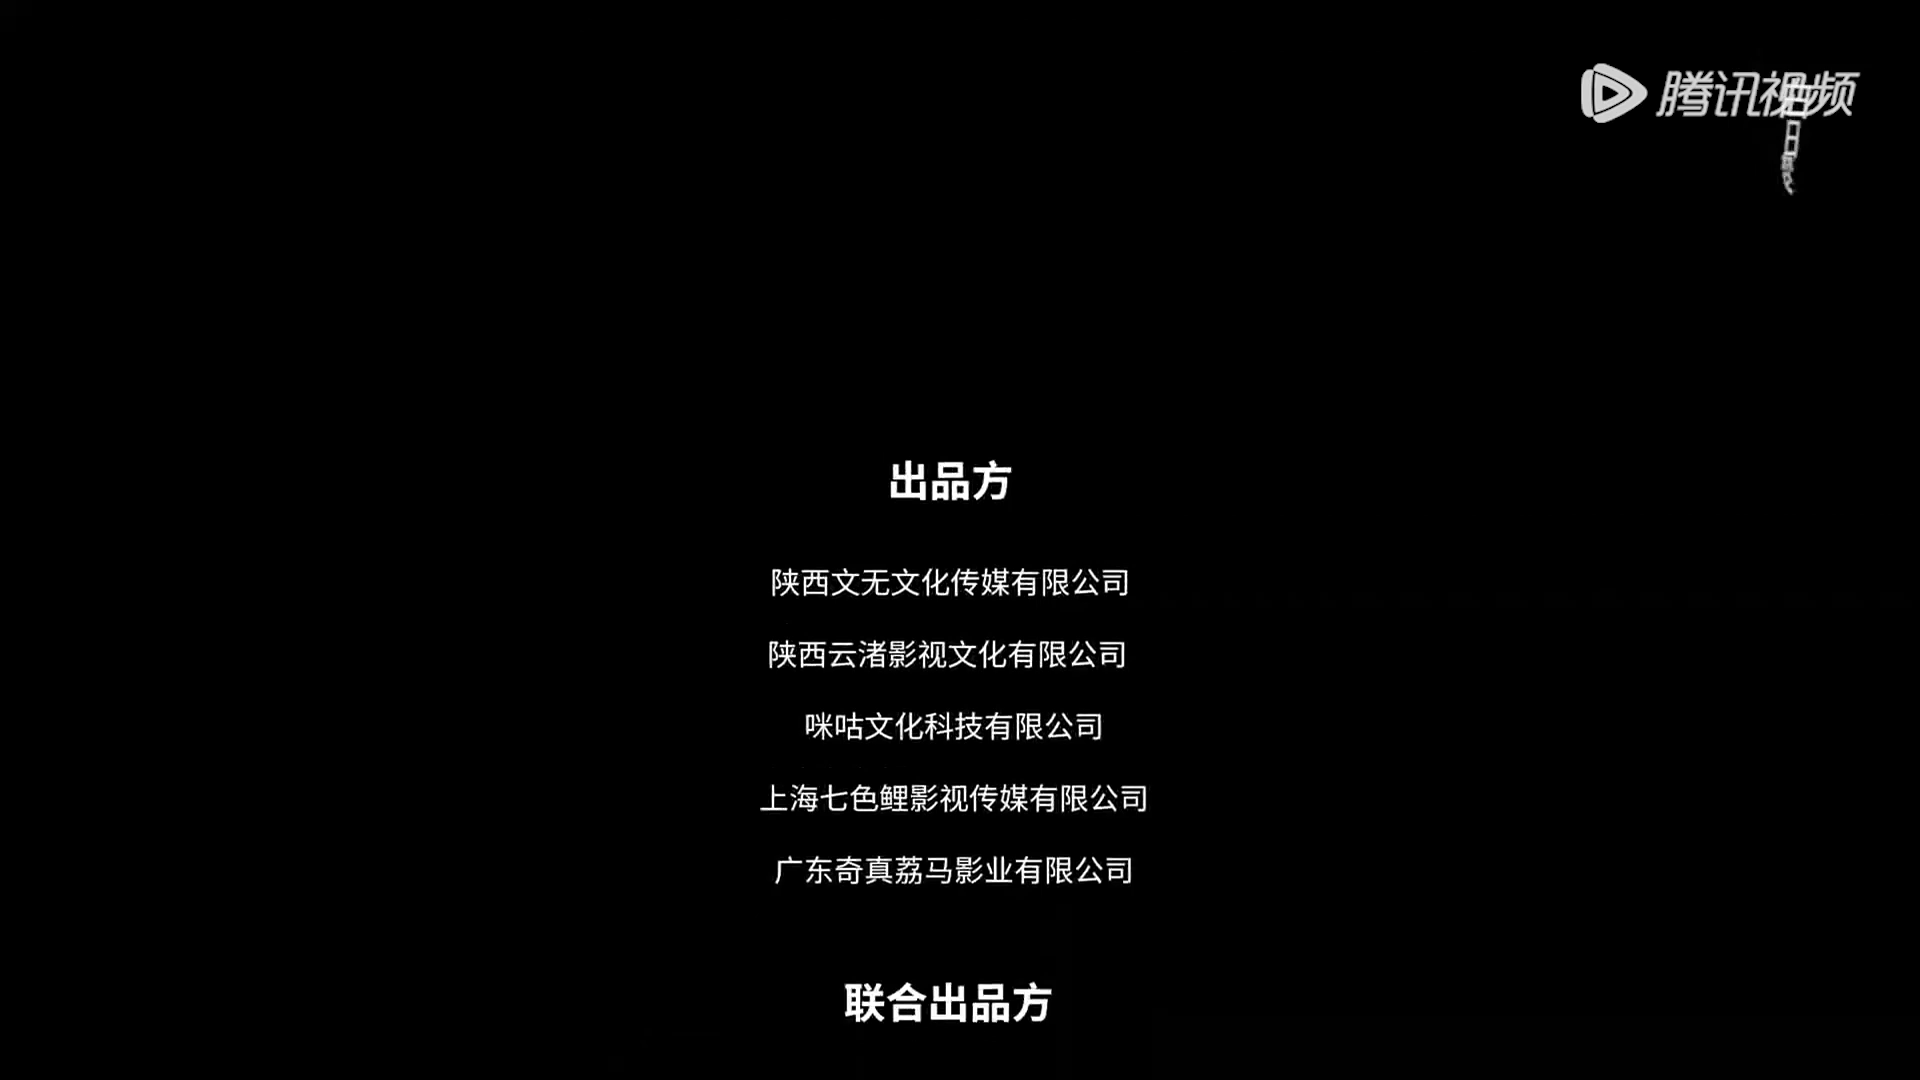 腾讯视频
出品方
陕西文无文化传媒有限公司
陕西云渚影视文化有限公司
咪咕文化科技有限公司
上海七色鲤影视传媒有限公司
广东奇真荔马影业有限公司
联合出品方